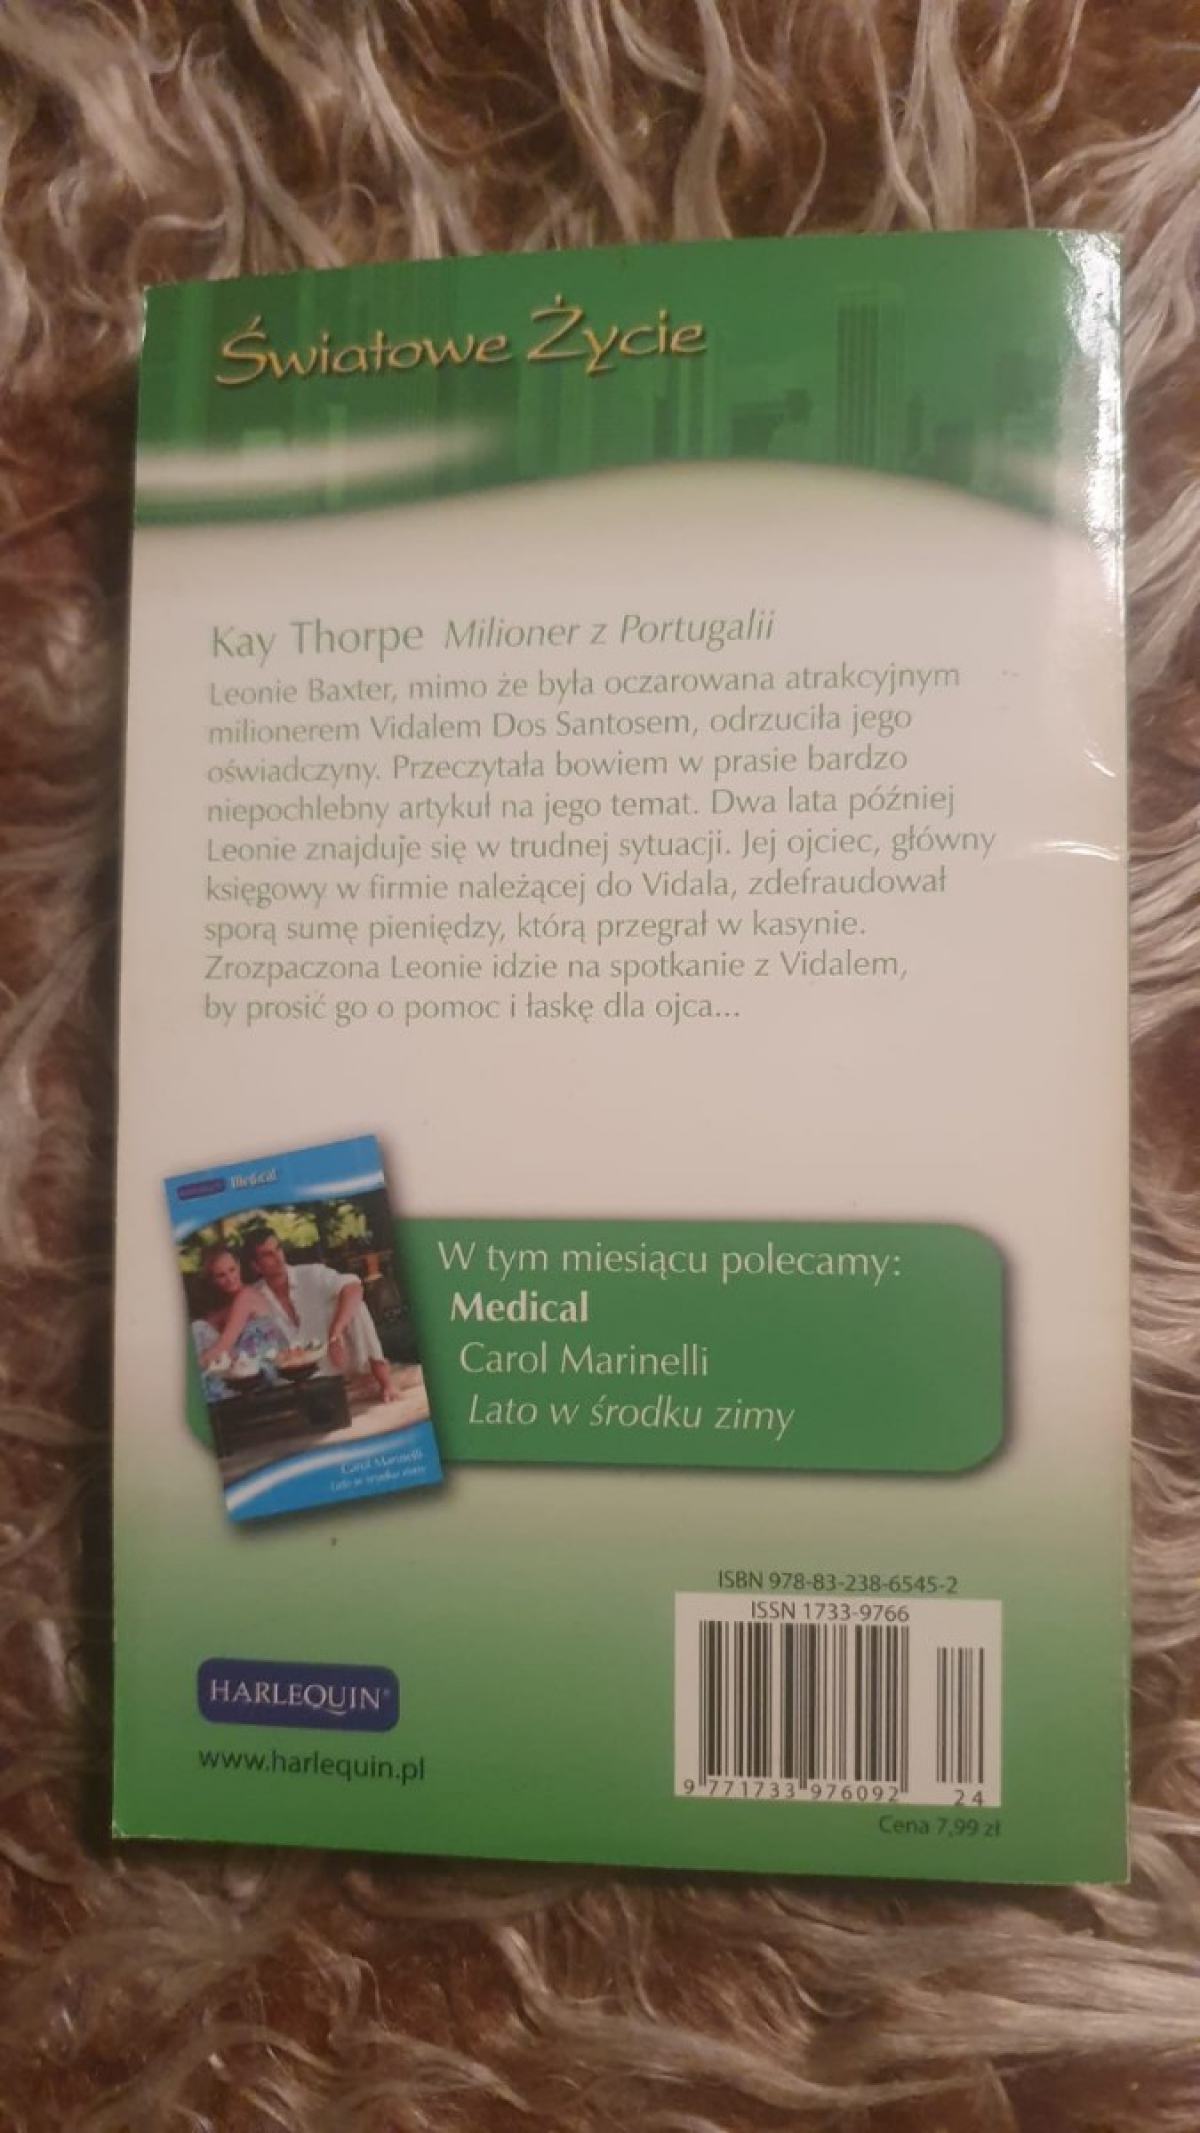 Światowe Życie
Kay Thorpe Milioner z Portugalii
Leonie Baxter, mimo że była oczarowana atrakcyjnym
milionerem Vidalem Dos Santosem, odrzuciła jego
oświadczyny. Przeczytała bowiem w prasie bardzo
niepochlebny artykuł na jego temat. Dwa lata później
Leonie znajduje się w trudnej sytuacji. Jej ojciec, główny
księgowy w firmie należącej do Vidala, zdefraudował
sporą sumę pieniędzy, którą przegrał w kasynie.
Zrozpaczona Leonie idzie na spotkanie z Vidalem,
by prosić go o pomoc i łaskę dla ojca...
Medical
Carol Marinelli
Lato w środku zimy
W tym miesiącu polecamy:
Medical
Carol Marinelli
Lato w środku zimy
ISBN 978-83-238-6545-2
ISSN 1733-9766
9 771733 976092
24
Cena 7,99 zł
HARLEQUIN®
www.harlequin.pl